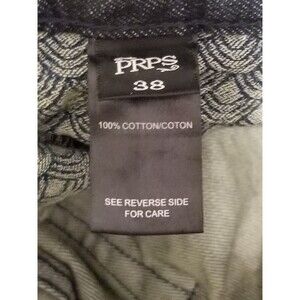 PRPS
38
100% COTTON/COTON
SEE REVERSE SIDE
FOR CARE